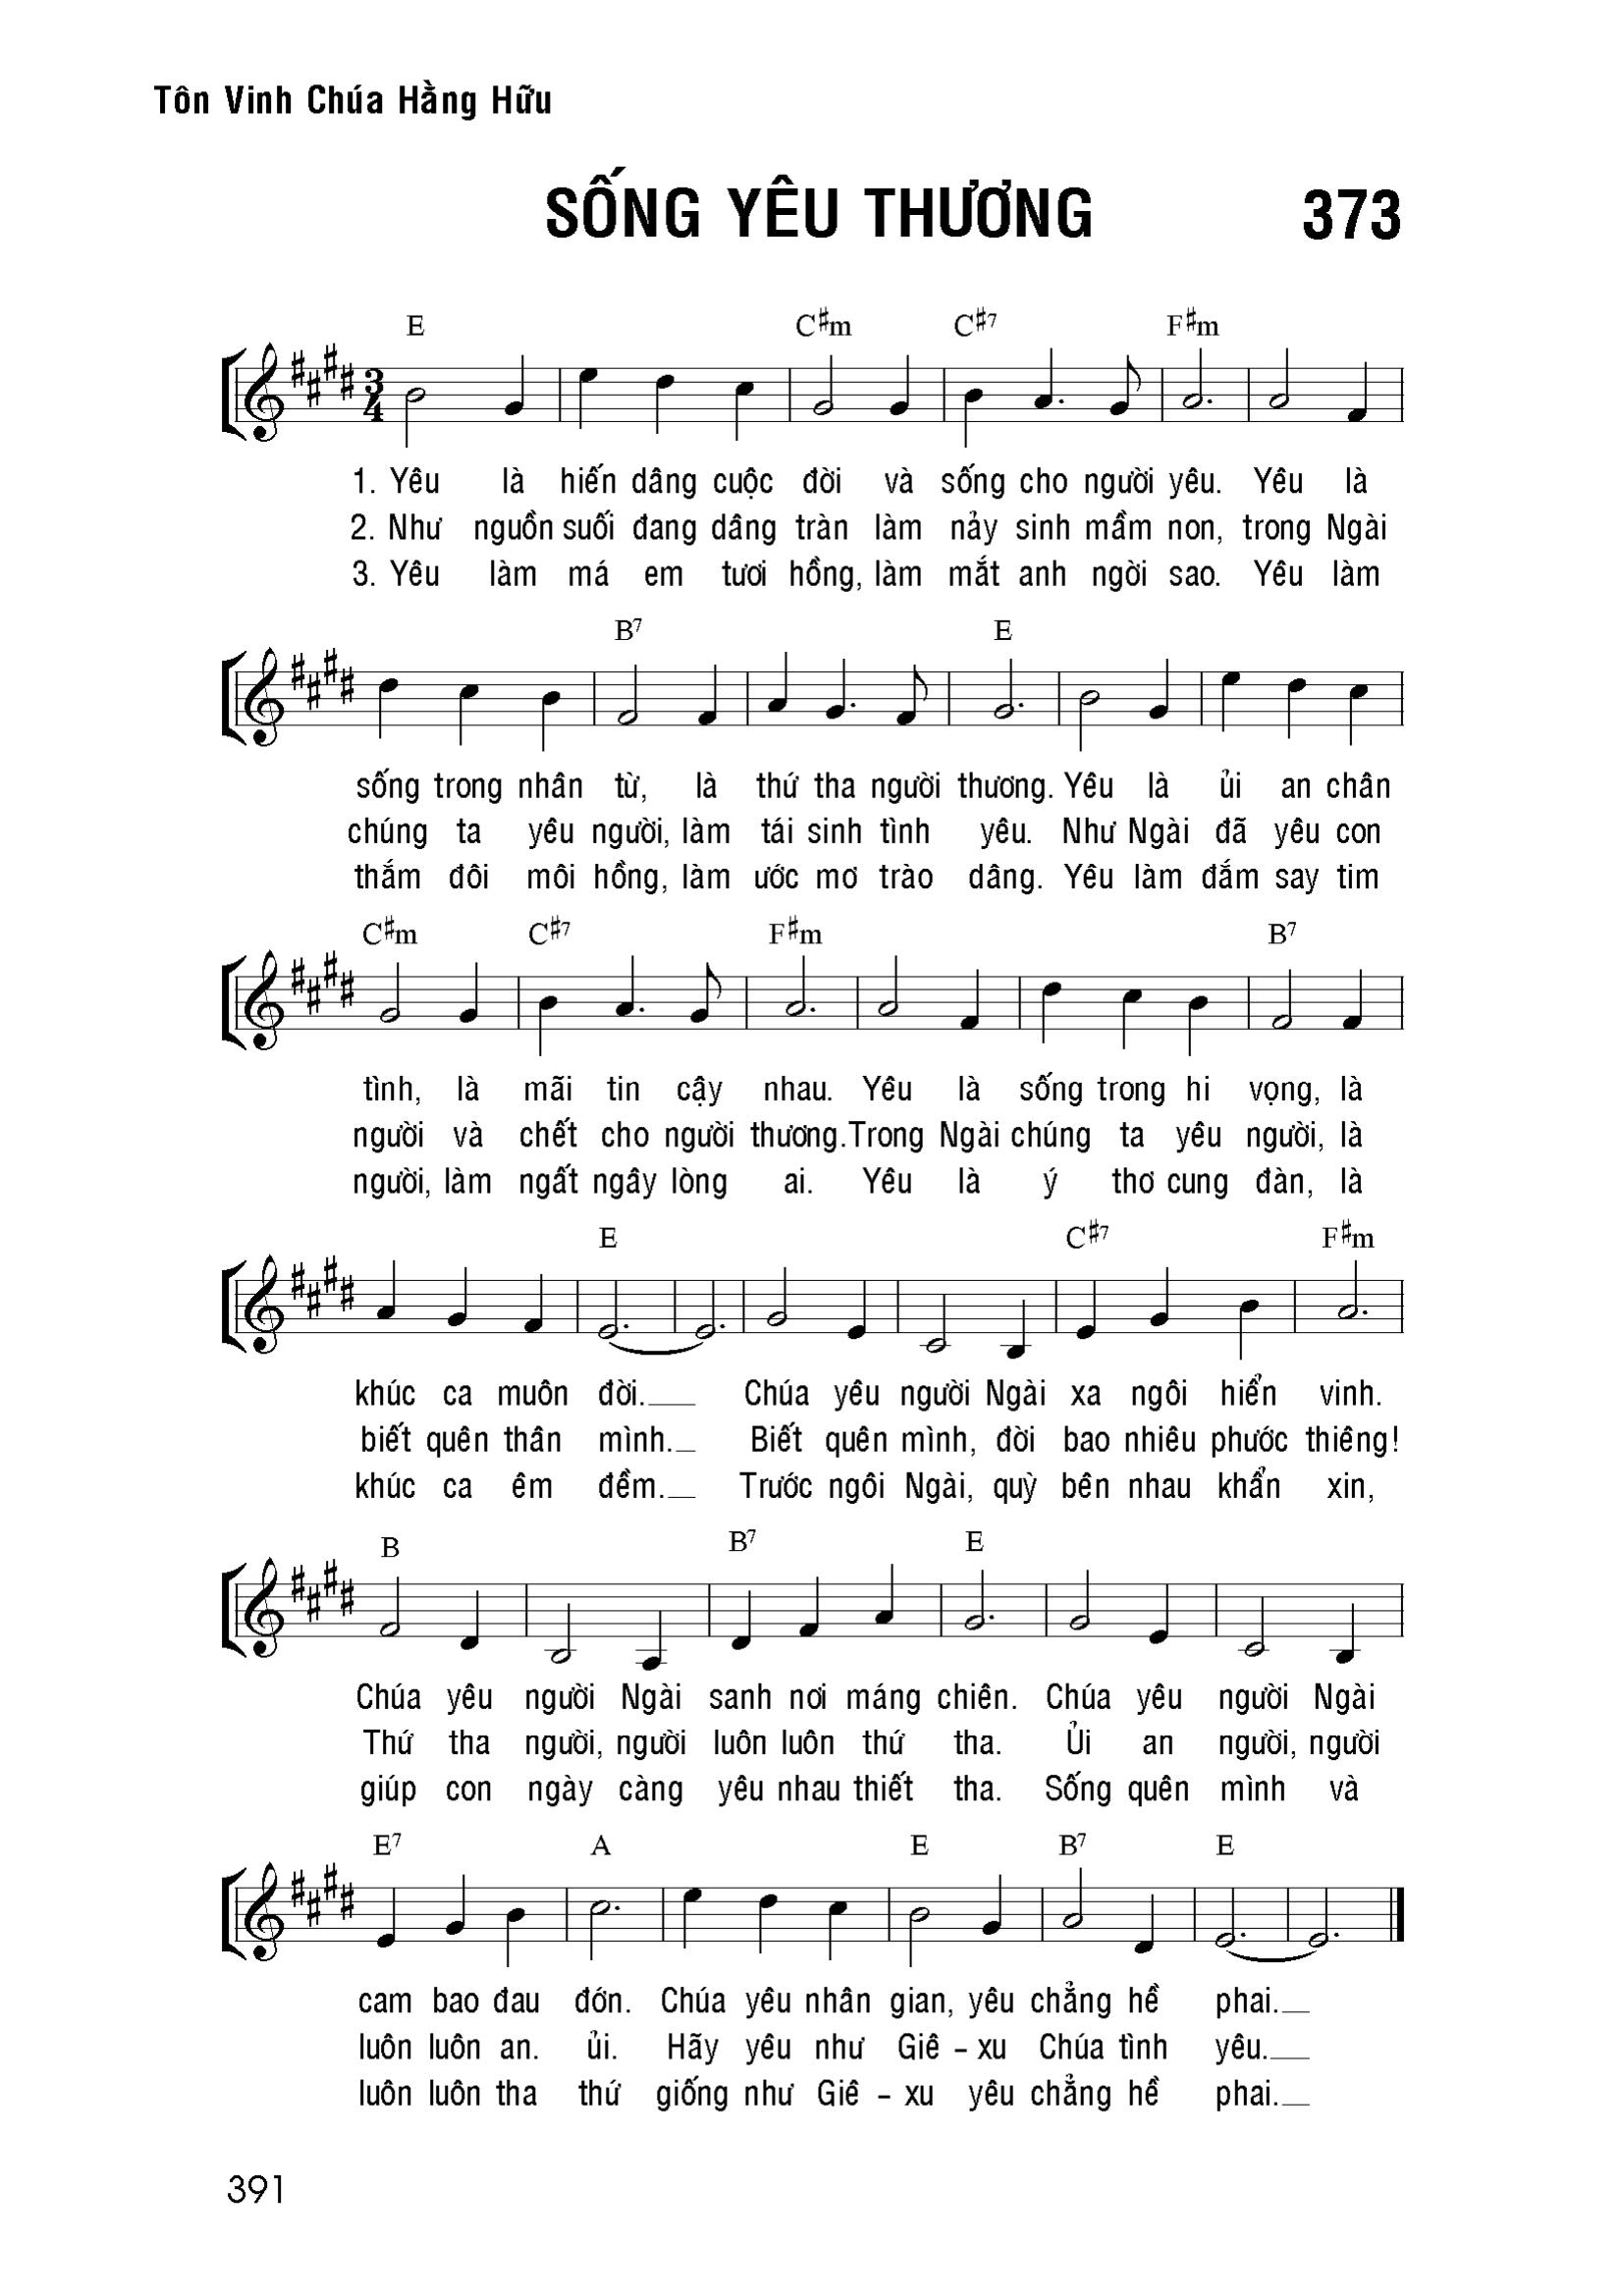 Tôn Vinh Chúa Hằng Hữu
SỐNG YÊU THƯƠNG 373
E C#m C#7 F#m
3
4
1. Yêu là hiến dâng cuộc đời và sống cho người yêu. Yêu là
2. Như nguồn suối đang dâng tràn làm nảy sinh mầm non, trong Ngài
3. Yêu làm má em tươi hồng, làm mắt anh ngời sao. Yêu làm
B7 E
sống trong nhân từ, là thứ tha người thương. Yêu là ủi an chân
chúng ta yêu người, làm tái sinh tình yêu. Như Ngài đã yêu con
thắm đôi môi hồng, làm ước mơ trào dâng. Yêu làm đắm say tim
C#m C#7 F#m B7
tình, là mãi tin cậy nhau. Yêu là sống trong hi vọng, là
người và chết cho người thương. Trong Ngài chúng ta yêu người, là
người, làm ngất ngây lòng ai. Yêu là ý thơ cung đàn, là
E C#7 F#m
khúc ca muôn đời. Chúa yêu người Ngài xa ngôi hiển vinh.
biết quên thân mình. Biết quên mình, đời bao nhiêu phước thiêng!
khúc ca êm đềm. Trước ngôi Ngài, quỳ bên nhau khẩn xin,
B B7 E
Chúa yêu người Ngài sanh nơi máng chiên. Chúa yêu người Ngài
Thứ tha người, người luôn luôn thứ tha. Ủi an người, người
giúp con ngày càng yêu nhau thiết tha. Sống quên mình và
E7 A E B7 E
cam bao đau đớn. Chúa yêu nhân gian, yêu chẳng hề phai.
luôn luôn an. ủi. Hãy yêu như Giê – xu Chúa tình yêu.
luôn luôn tha thứ giống như Giê – xu yêu chẳng hề phai.
391